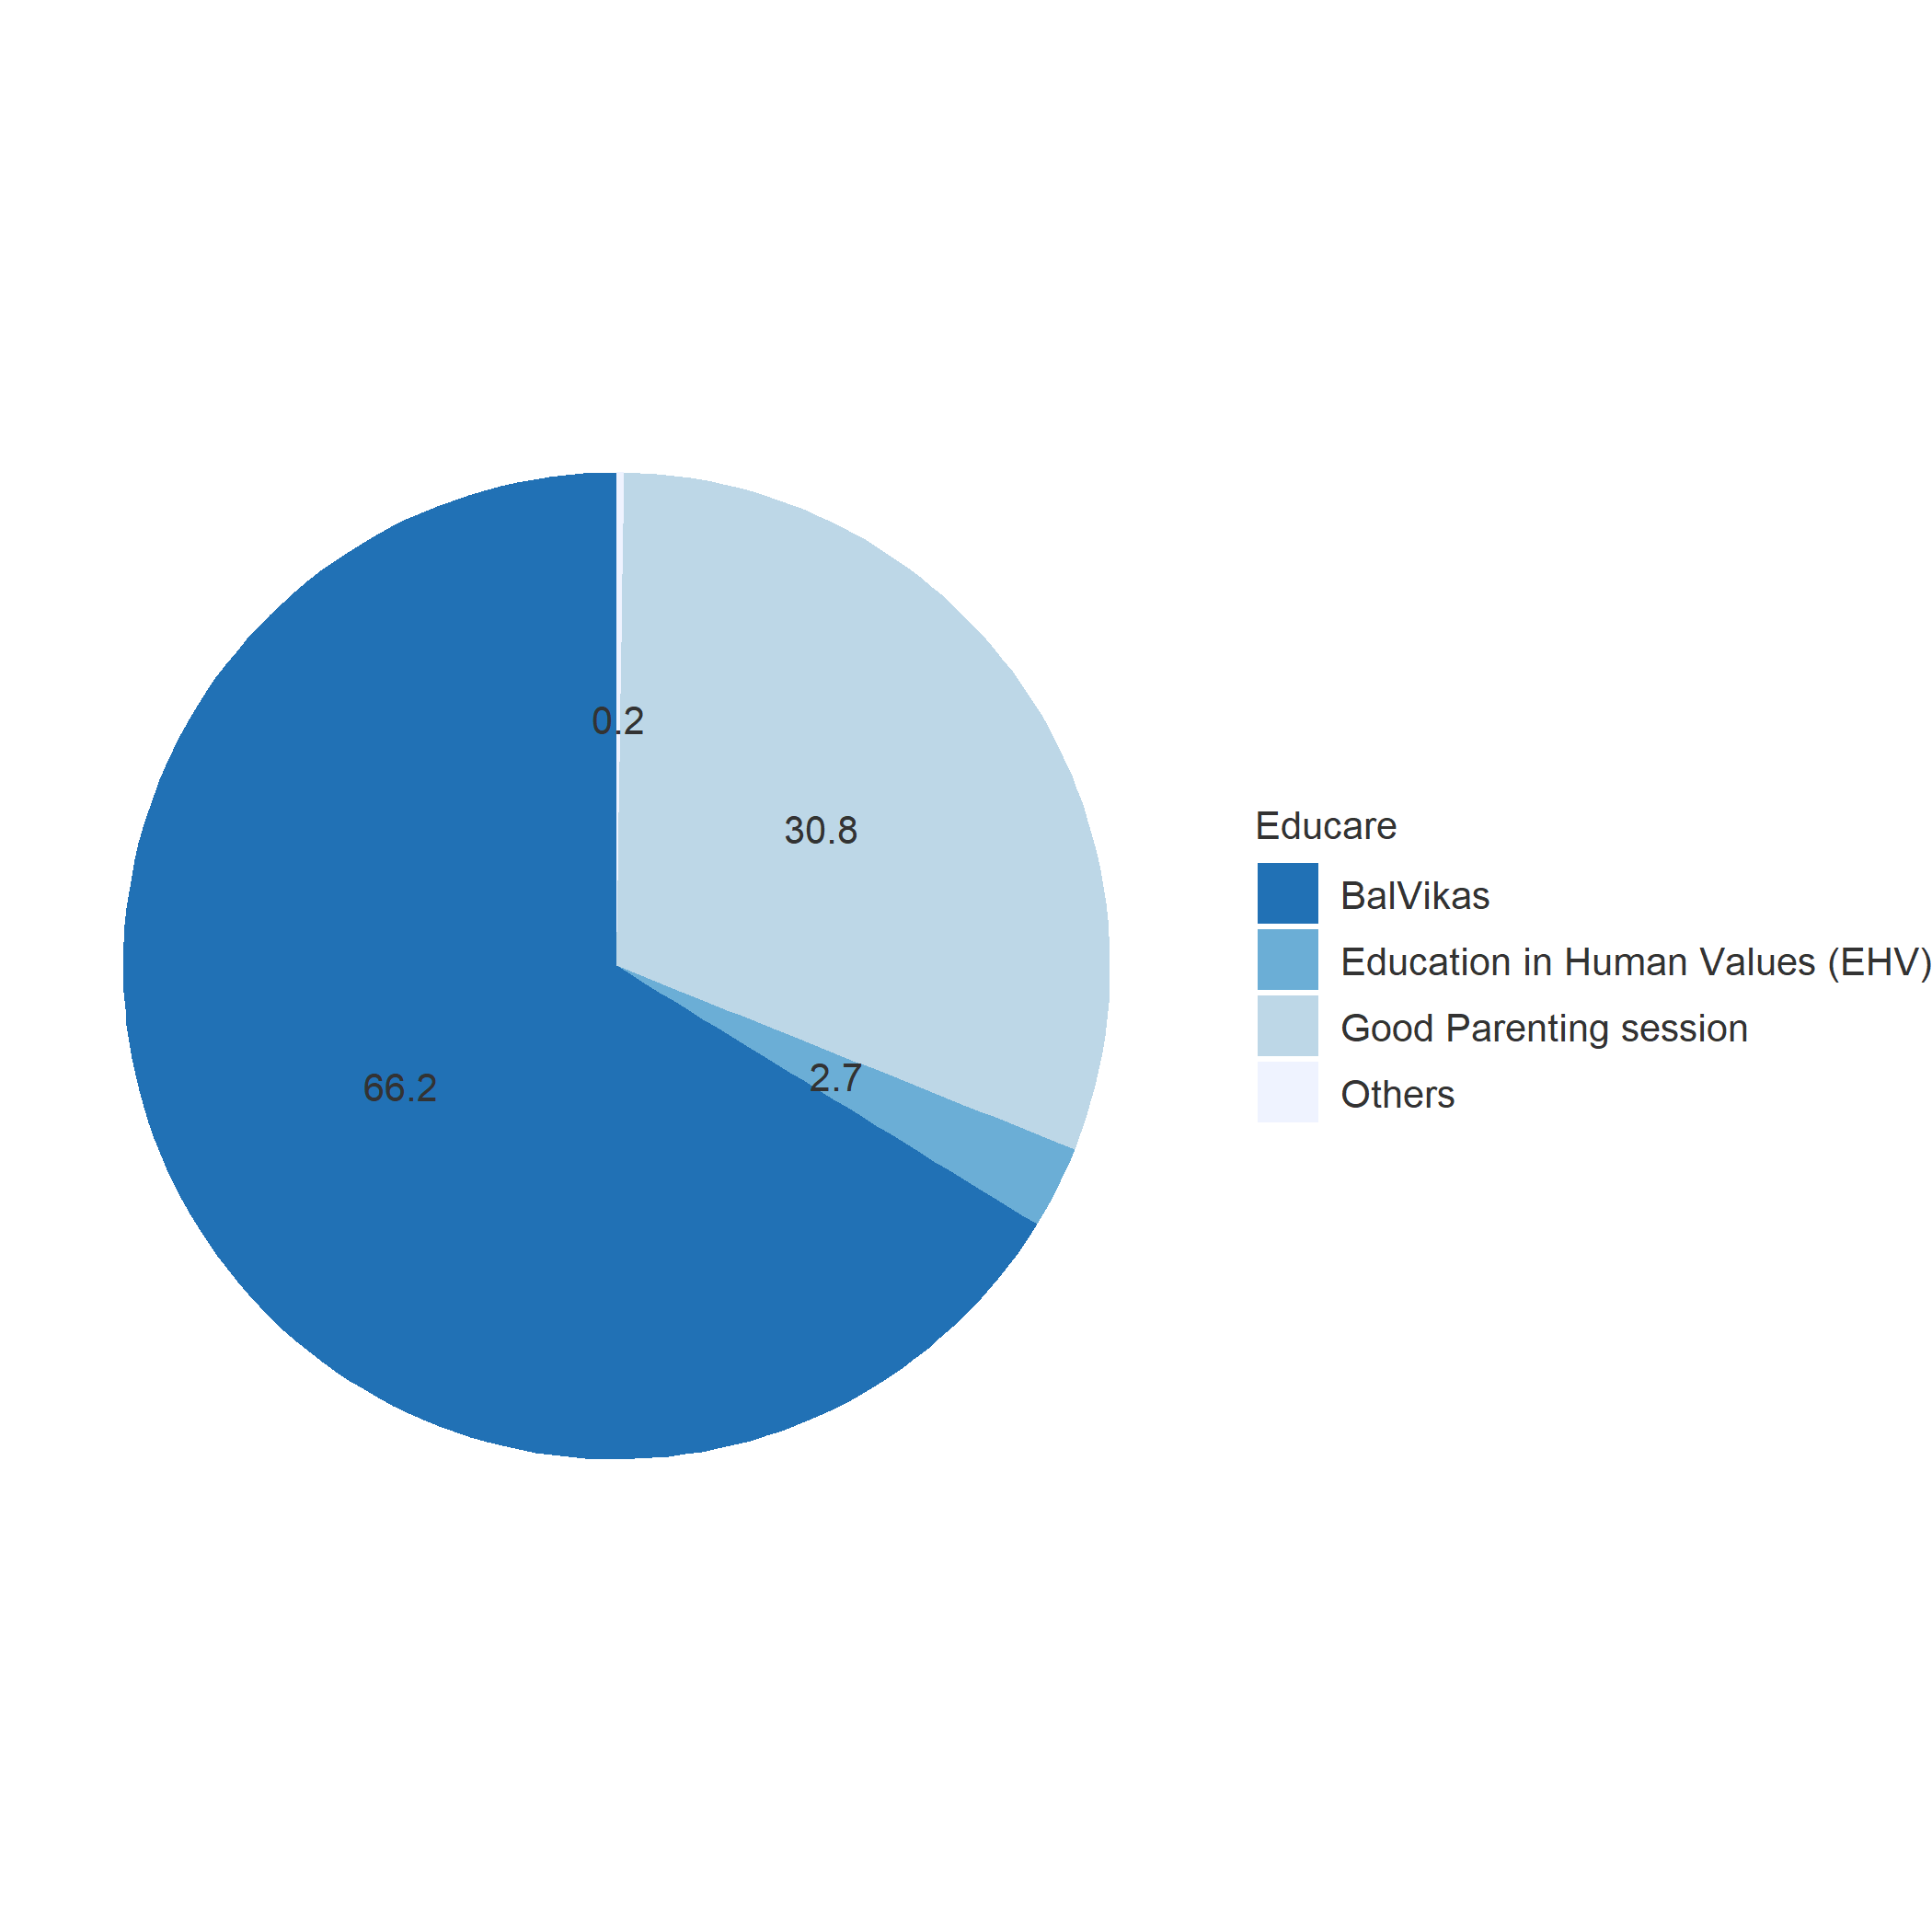 0.2
30.8
2.7
66.2
Educare
BalVikas
Education in Human Values (EHV)
Good Parenting session
Others